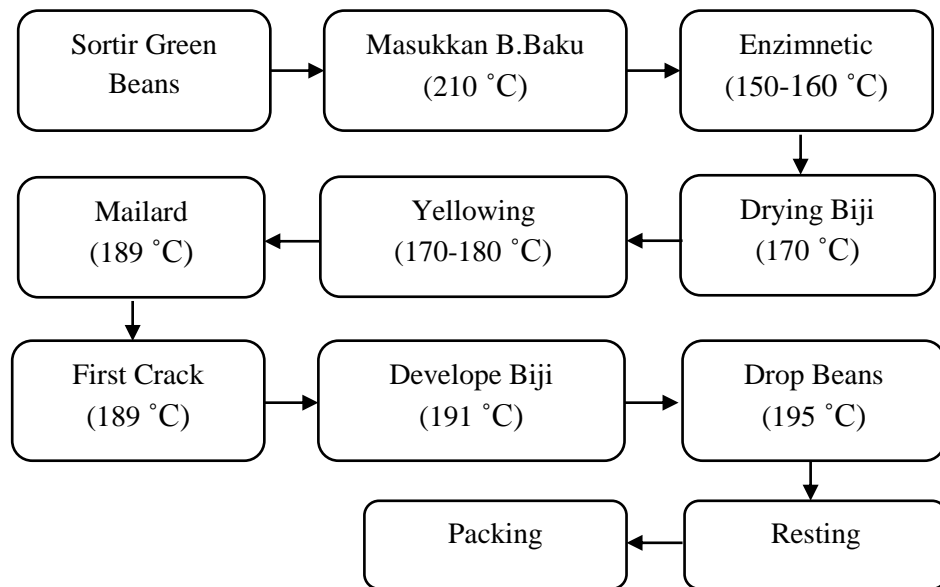 Sortir Green
Beans
Masukkan B.Baku
(210 ˚C)
Enzimnetic
(150-160 ˚C)
Drying Biji
(170 ˚C)
Yellowing
(170-180 ˚C)
Mailard
(189 ˚C)
First Crack
(189 ˚C)
Develope Biji
(191 ˚C)
Drop Beans
(195 ˚C)
Resting
Packing